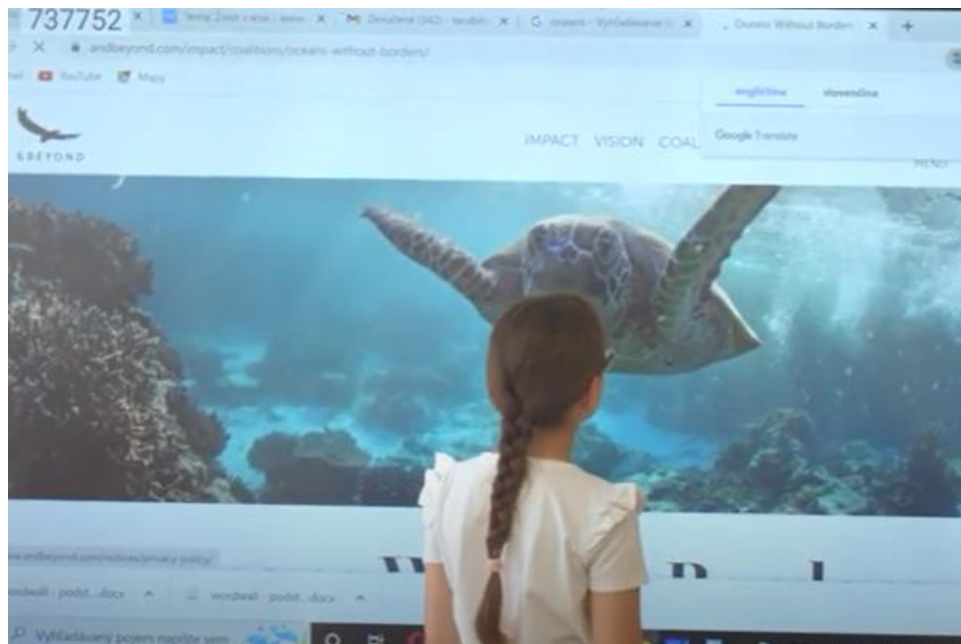 737752
Téma: Život v
Doručené (342)
oceans - Vyhľadávanie
Oceans Without Borders
andbeyond.com/impact/coalitions/oceans-without-borders/
YouTube
Mapy
angličtina slovenčina
Google Translate
&BEYOND
IMPACT VISION COAL
MENU
andbeyond.com/notices/privacy-policy/
wordwall - podst...docx
wordwall - podst...docx
Vyhľadávaný pojem napíšte sem